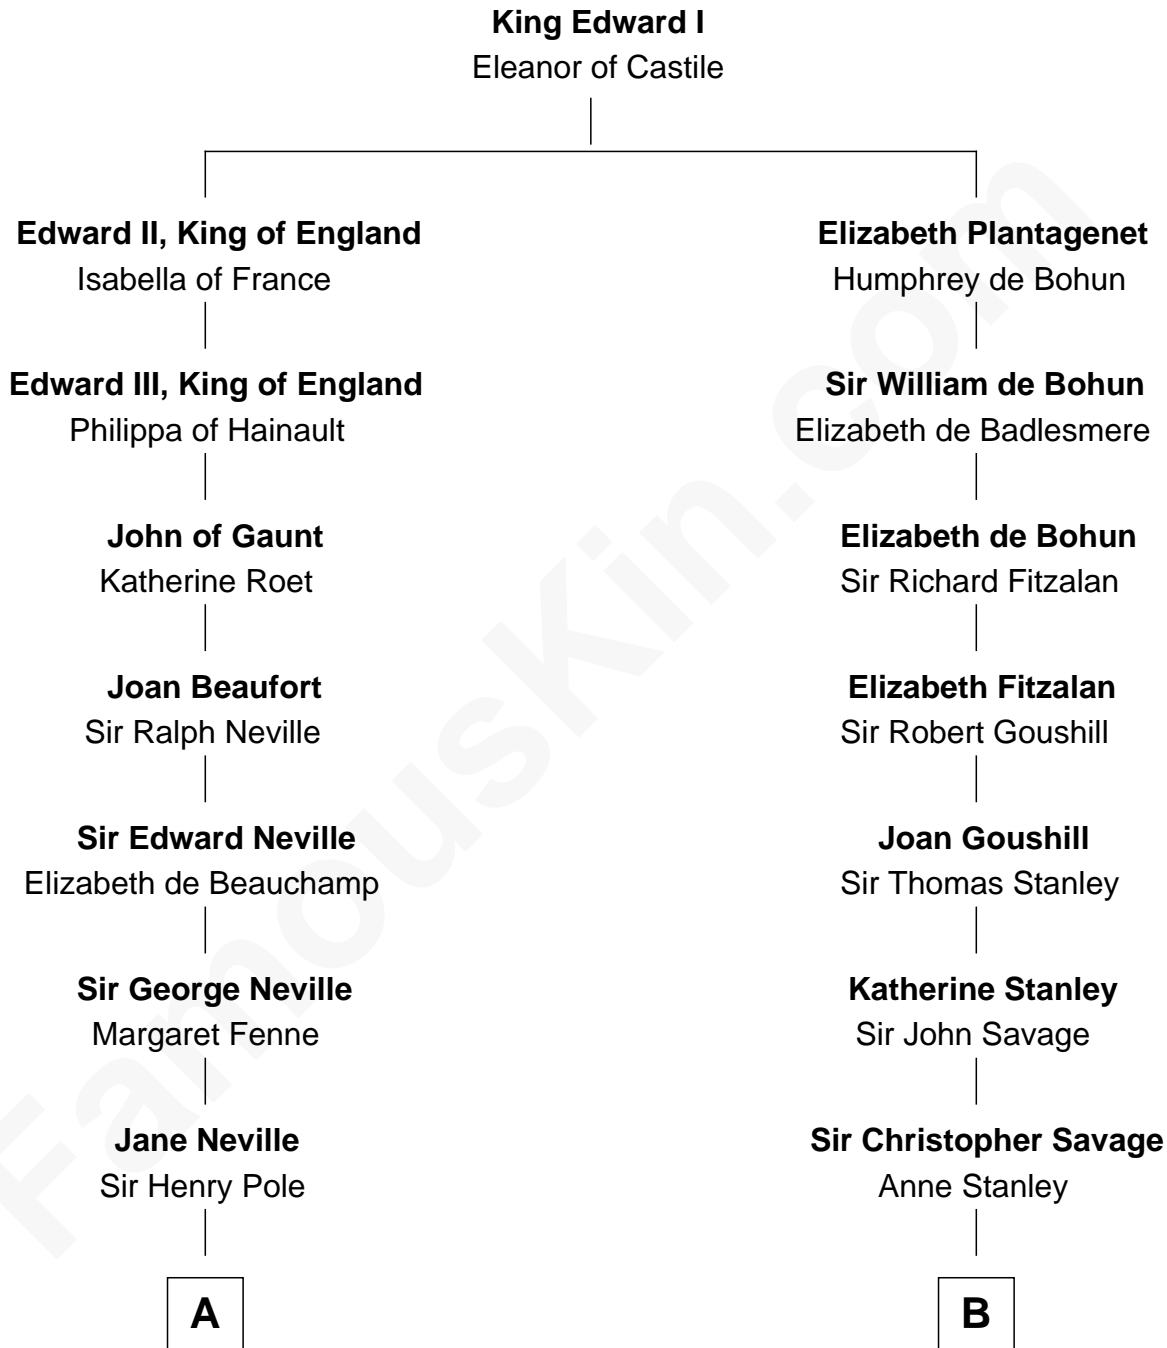 King Edward I
Eleanor of Castile
Edward II, King of England
Isabella of France
Elizabeth Plantagenet
Humphrey de Bohun
Edward III, King of England
Philippa of Hainault
Sir William de Bohun
Elizabeth de Badlesmere
John of Gaunt
Katherine Roet
Elizabeth de Bohun
Sir Richard Fitzalan
Joan Beaufort
Sir Ralph Neville
Elizabeth Fitzalan
Sir Robert Goushill
Sir Edward Neville
Elizabeth de Beauchamp
Joan Goushill
Sir Thomas Stanley
Sir George Neville
Margaret Fenne
Katherine Stanley
Sir John Savage
Jane Neville
Sir Henry Pole
Sir Christopher Savage
Anne Stanley
A
B
FamousKin.com